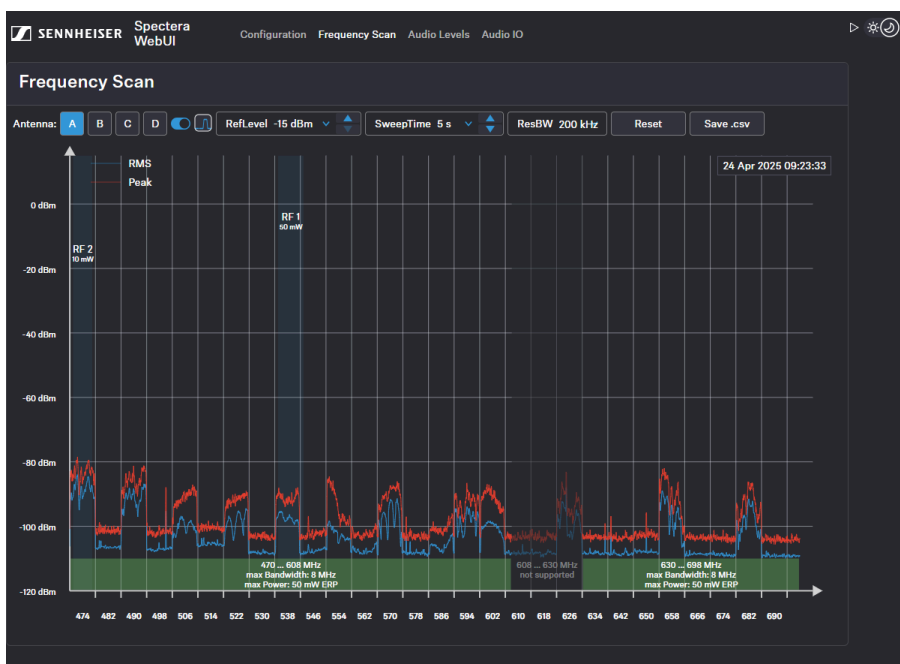 SENNHEISER
Spectera
WebUI
Configuration Frequency Scan Audio Levels Audio IO
Frequency Scan
Antenna: A B C D RefLevel -15 dBm SweepTime 5 s ResBW 200 kHz Reset Save .csv
RMS
Peak
24 Apr 2025 09:23:33
0 dBm
RF 1
50 mW
RF 2
10 mW
-20 dBm
-40 dBm
-60 dBm
-80 dBm
-100 dBm
-120 dBm
470 ... 608 MHz
max Bandwidth: 8 MHz
max Power: 50 mW ERP
608 ... 630 MHz
not supported
630 ... 698 MHz
max Bandwidth: 8 MHz
max Power: 50 mW ERP
474 482 490 498 506 514 522 530 538 546 554 562 570 578 586 594 602 610 618 626 634 642 650 658 666 674 682 690